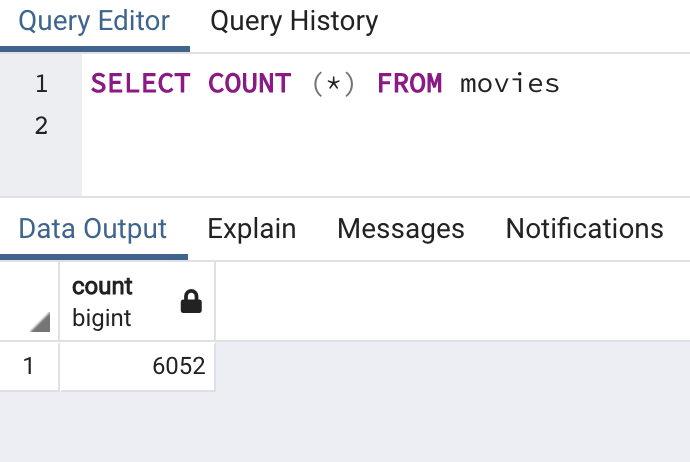 Query Editor Query History
1 SELECT COUNT (*) FROM movies
2
Data Output Explain Messages Notifications
count
bigint
1 6052